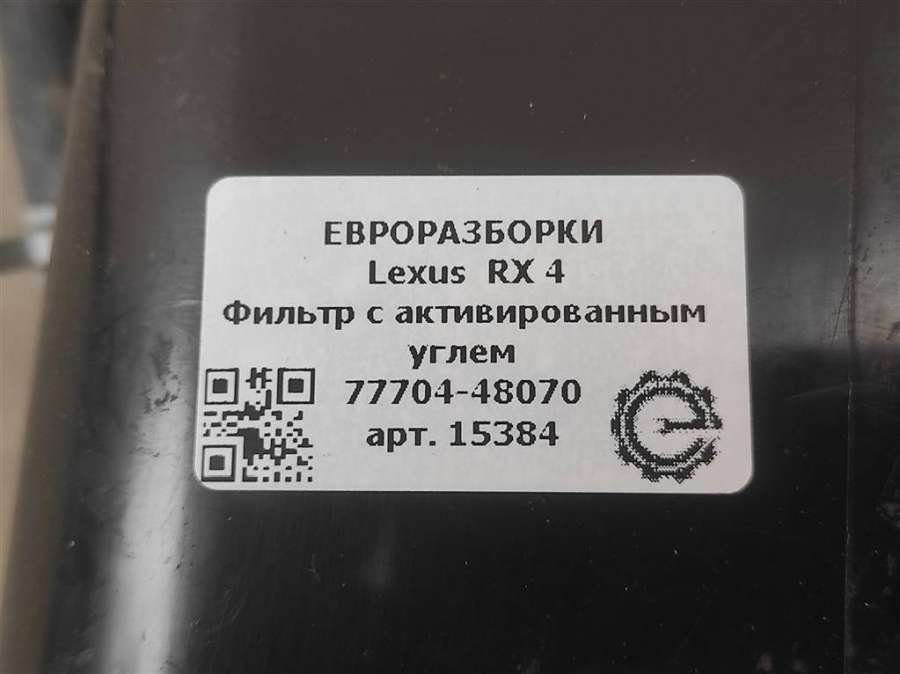 ЕВРОРАЗБОРКИ
Lexus RX 4
Фильтр с активированным
углем
77704-48070
арт. 15384